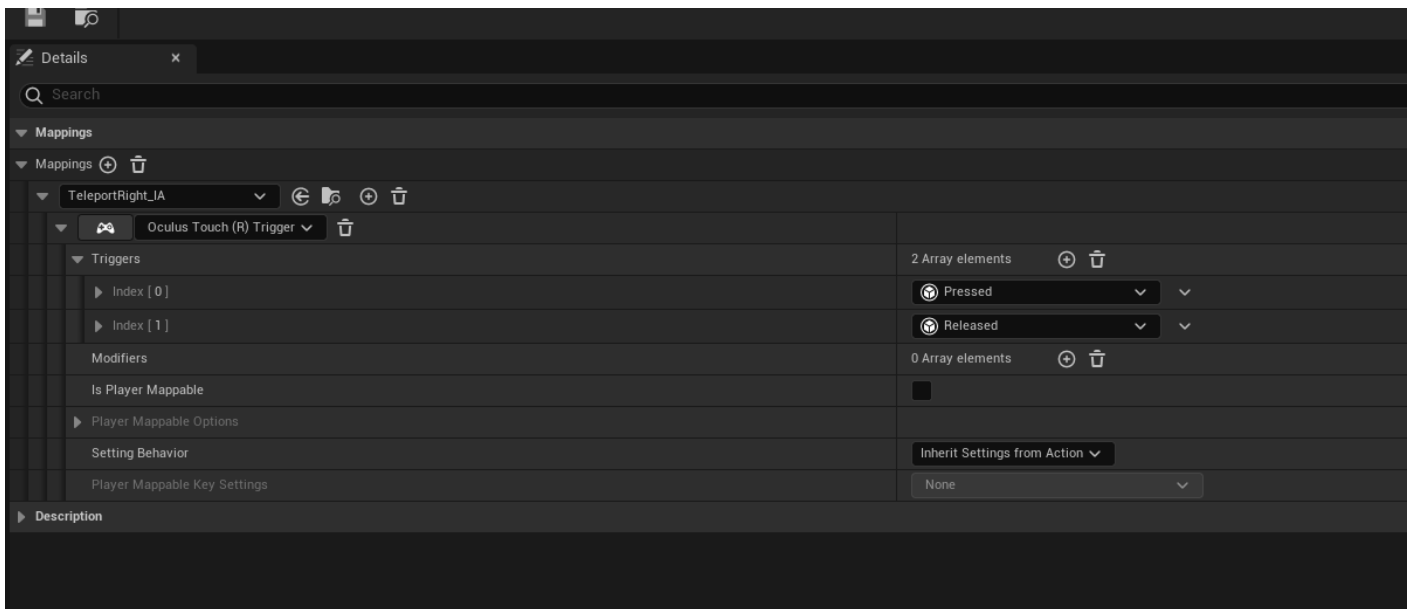 Details
Search
Mappings
Mappings
TeleportRight_IA
Oculus Touch (R) Trigger
Triggers 2 Array elements
Index [ 0 ] Pressed
Index [ 1 ] Released
Modifiers 0 Array elements
Is Player Mappable
Player Mappable Options
Setting Behavior Inherit Settings from Action
Player Mappable Key Settings None
Description